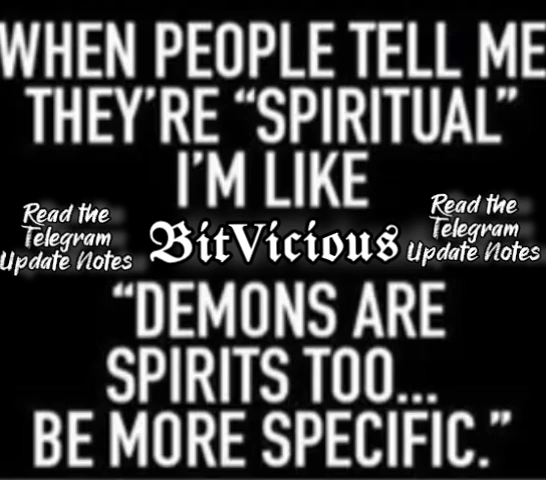 WHEN PEOPLE TELL ME
THEY'RE “SPIRITUAL”
I'M LIKE
Read the
Telegram
Update Notes
BitVicious
Read the
Telegram
Update Notes
“DEMONS ARE
SPIRITS TOO...
BE MORE SPECIFIC.”